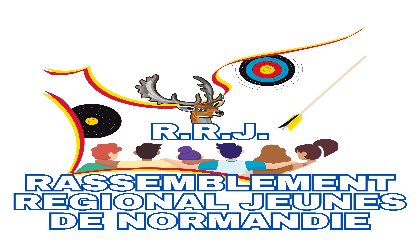 R.R.J.
RASSEMBLEMENT
REGIONAL JEUNES
DE NORMANDIE